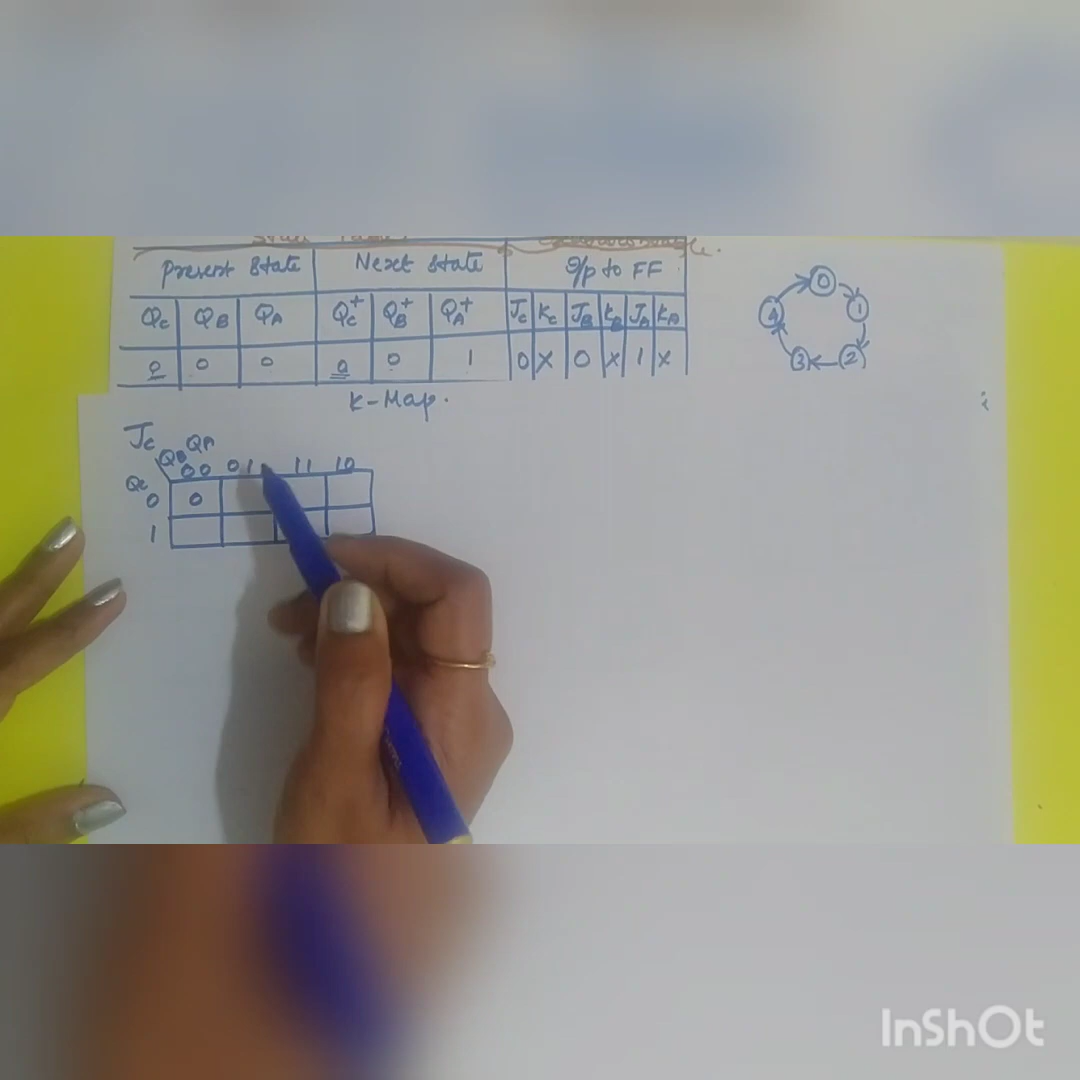 Present State Next State I/p to FF
Qc QB QA Qc+ QB+ QA+ Jc Kc JB KB JA KA
0 0 0 0 0 1 0 X 0 X 1 X
0 1 2 3 4
K-Map.
Jc
QB QA
00 01 11 10
Qc
0 0
1
InShOt